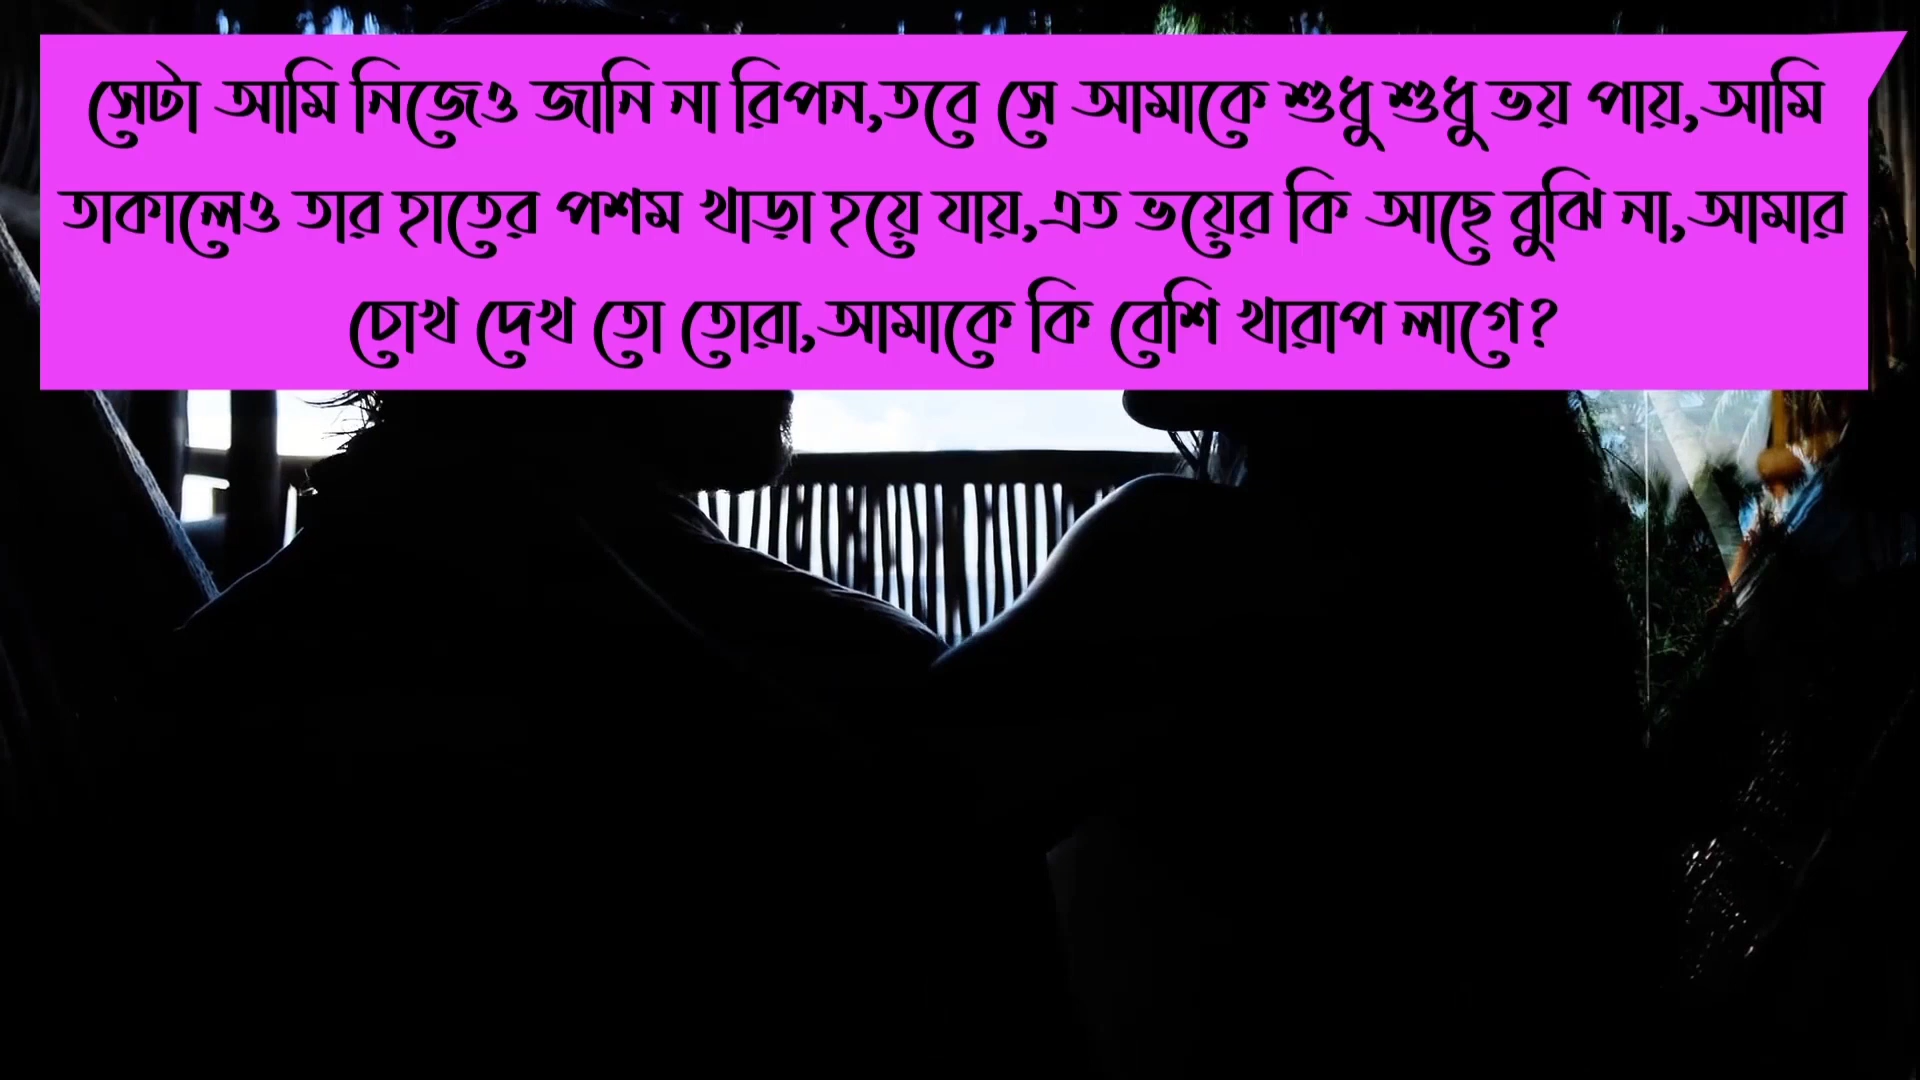 সেটা আমি নিজেও জানি না রিপন,তবে সে আমাকে শুধু শুধু ভয় পায়,আমি
তাকালেও তার হাতের পশম খাড়া হয়ে যায়,এত ভয়ের কি আছে বুঝি না,আমার
চোখ দেখ তো তোরা,আমাকে কি বেশি খারাপ লাগে?